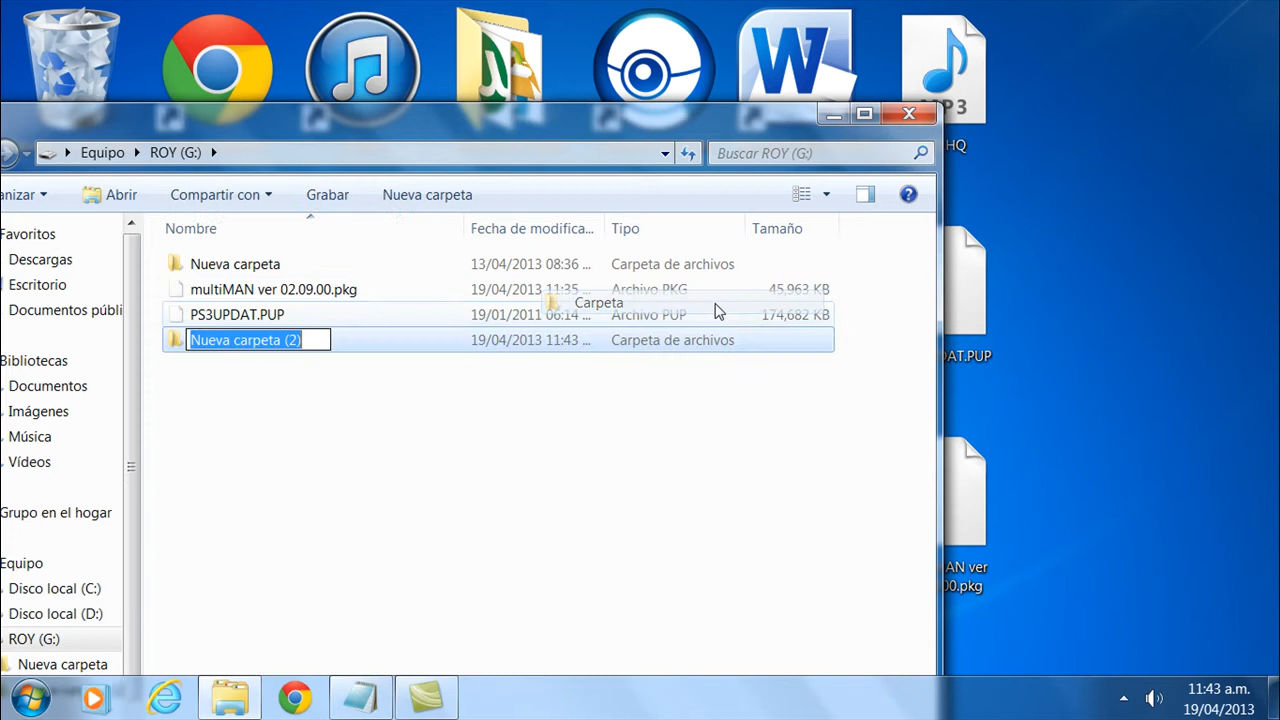 W
MP3
HQ
Equipo
ROY (G:)
Buscar ROY (G:)
anizar
Abrir
Compartir con
Grabar
Nueva carpeta
Nombre
Fecha de modifica...
Tipo
Tamaño
Nueva carpeta
13/04/2013 08:36 ...
Carpeta de archivos
multiMAN ver 02.09.00.pkg
19/04/2013 11:35 ...
Archivo PKG
45,963 KB
Carpeta
PS3UPDAT.PUP
19/01/2011 06:14 ...
Archivo PUP
174,682 KB
Nueva carpeta (2)
19/04/2013 11:43 ...
Carpeta de archivos
Favoritos
Descargas
Escritorio
Documentos públi
Bibliotecas
Documentos
Imágenes
Música
Vídeos
Grupo en el hogar
Equipo
Disco local (C:)
Disco local (D:)
ROY (G:)
Nueva carpeta
DAT.PUP
AN ver
00.pkg
11:43 a.m.
19/04/2013